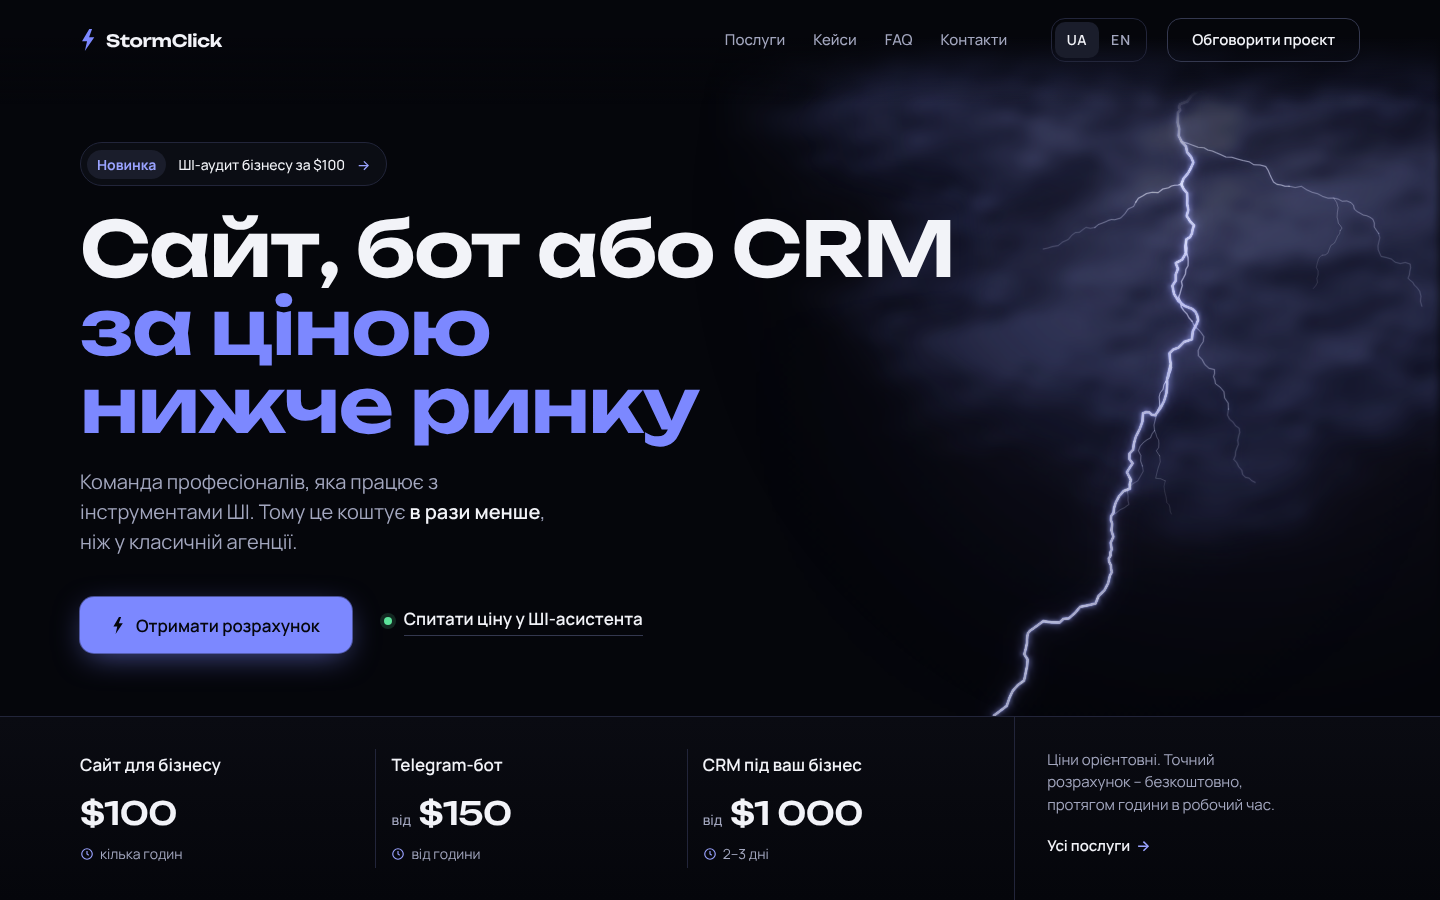 StormClick
Послуги
Кейси
FAQ
Контакти
UA
EN
Обговорити проєкт
Новинка
ШІ-аудит бізнесу за $100 →
Сайт, бот або CRM
за ціною
нижче ринку
Команда професіоналів, яка працює з
інструментами ШІ. Тому це коштує в рази менше,
ніж у класичній агенції.
Отримати розрахунок
Спитати ціну у ШІ-асистента
Сайт для бізнесу
$100
кілька годин
Telegram-бот
від $150
від години
CRM під ваш бізнес
від $1 000
2–3 дні
Ціни орієнтовні. Точний
розрахунок – безкоштовно,
протягом години в робочий час.
Усі послуги →